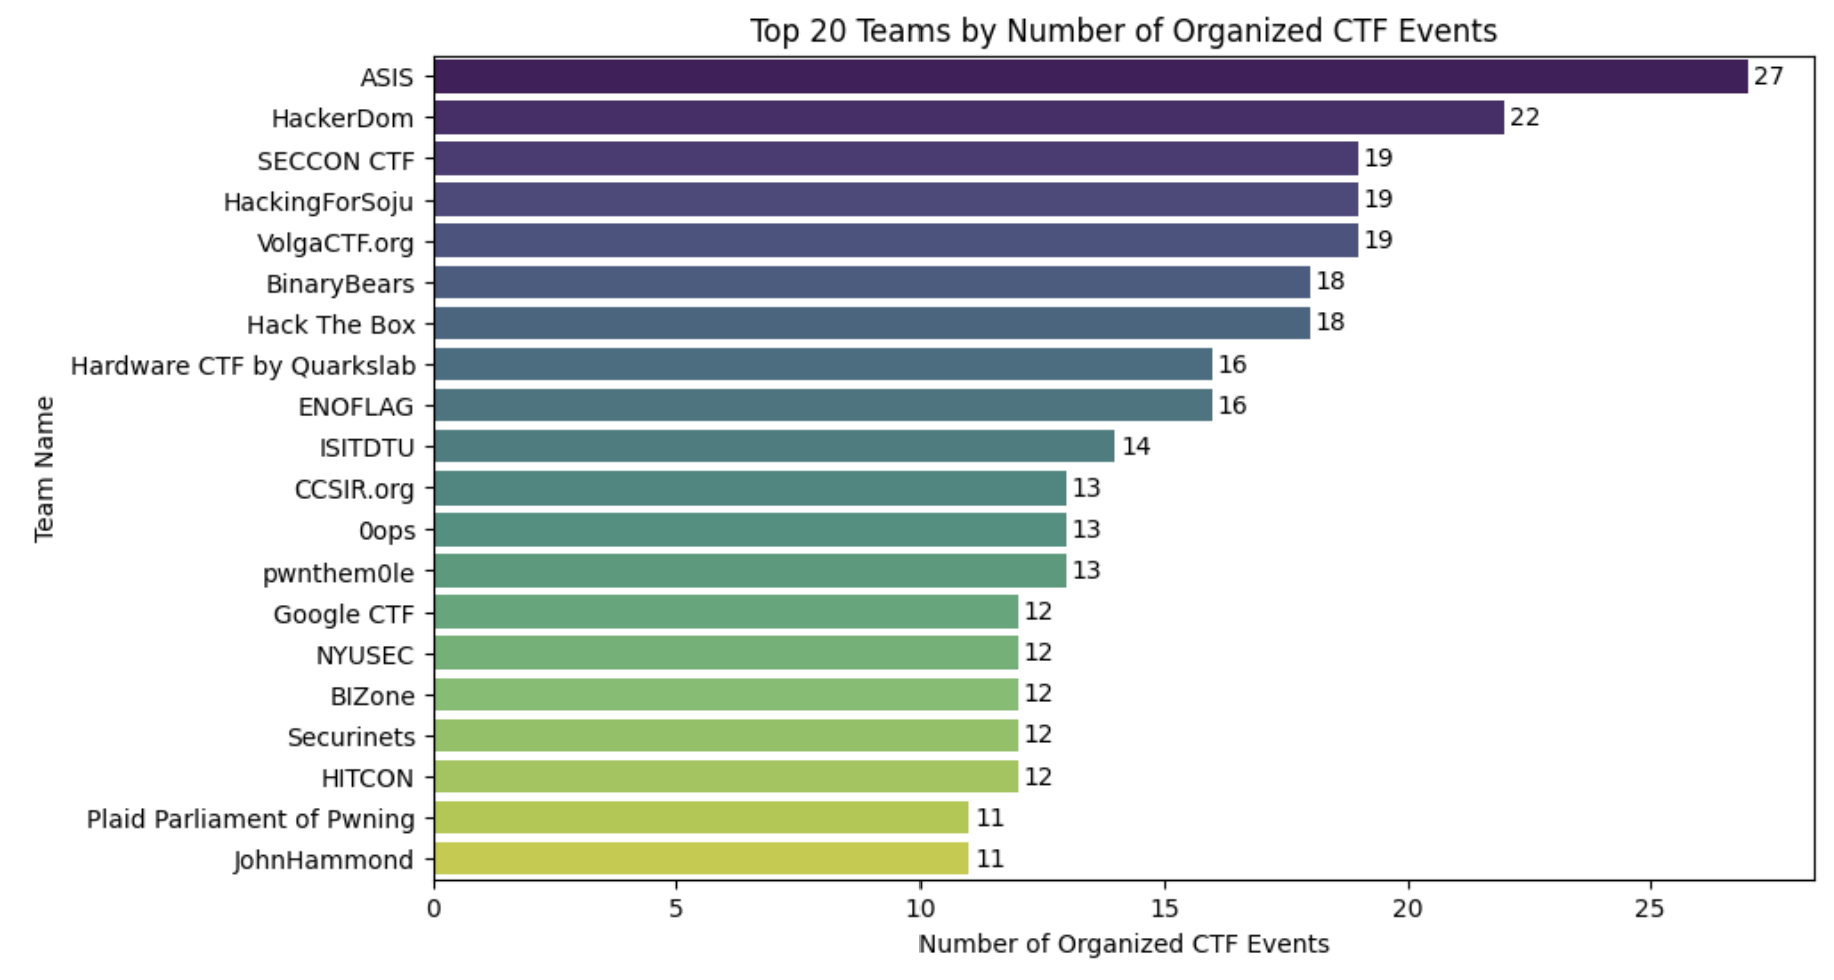 Top 20 Teams by Number of Organized CTF Events
ASIS 27
HackerDom 22
SECCON CTF 19
HackingForSoju 19
VolgaCTF.org 19
BinaryBears 18
Hack The Box 18
Hardware CTF by Quarkslab 16
ENOFLAG 16
ISITDTU 14
CCSIR.org 13
0ops 13
pwnthem0le 13
Google CTF 12
NYUSEC 12
BIZone 12
Securinets 12
HITCON 12
Plaid Parliament of Pwning 11
JohnHammond 11
Team Name
0 5 10 15 20 25
Number of Organized CTF Events